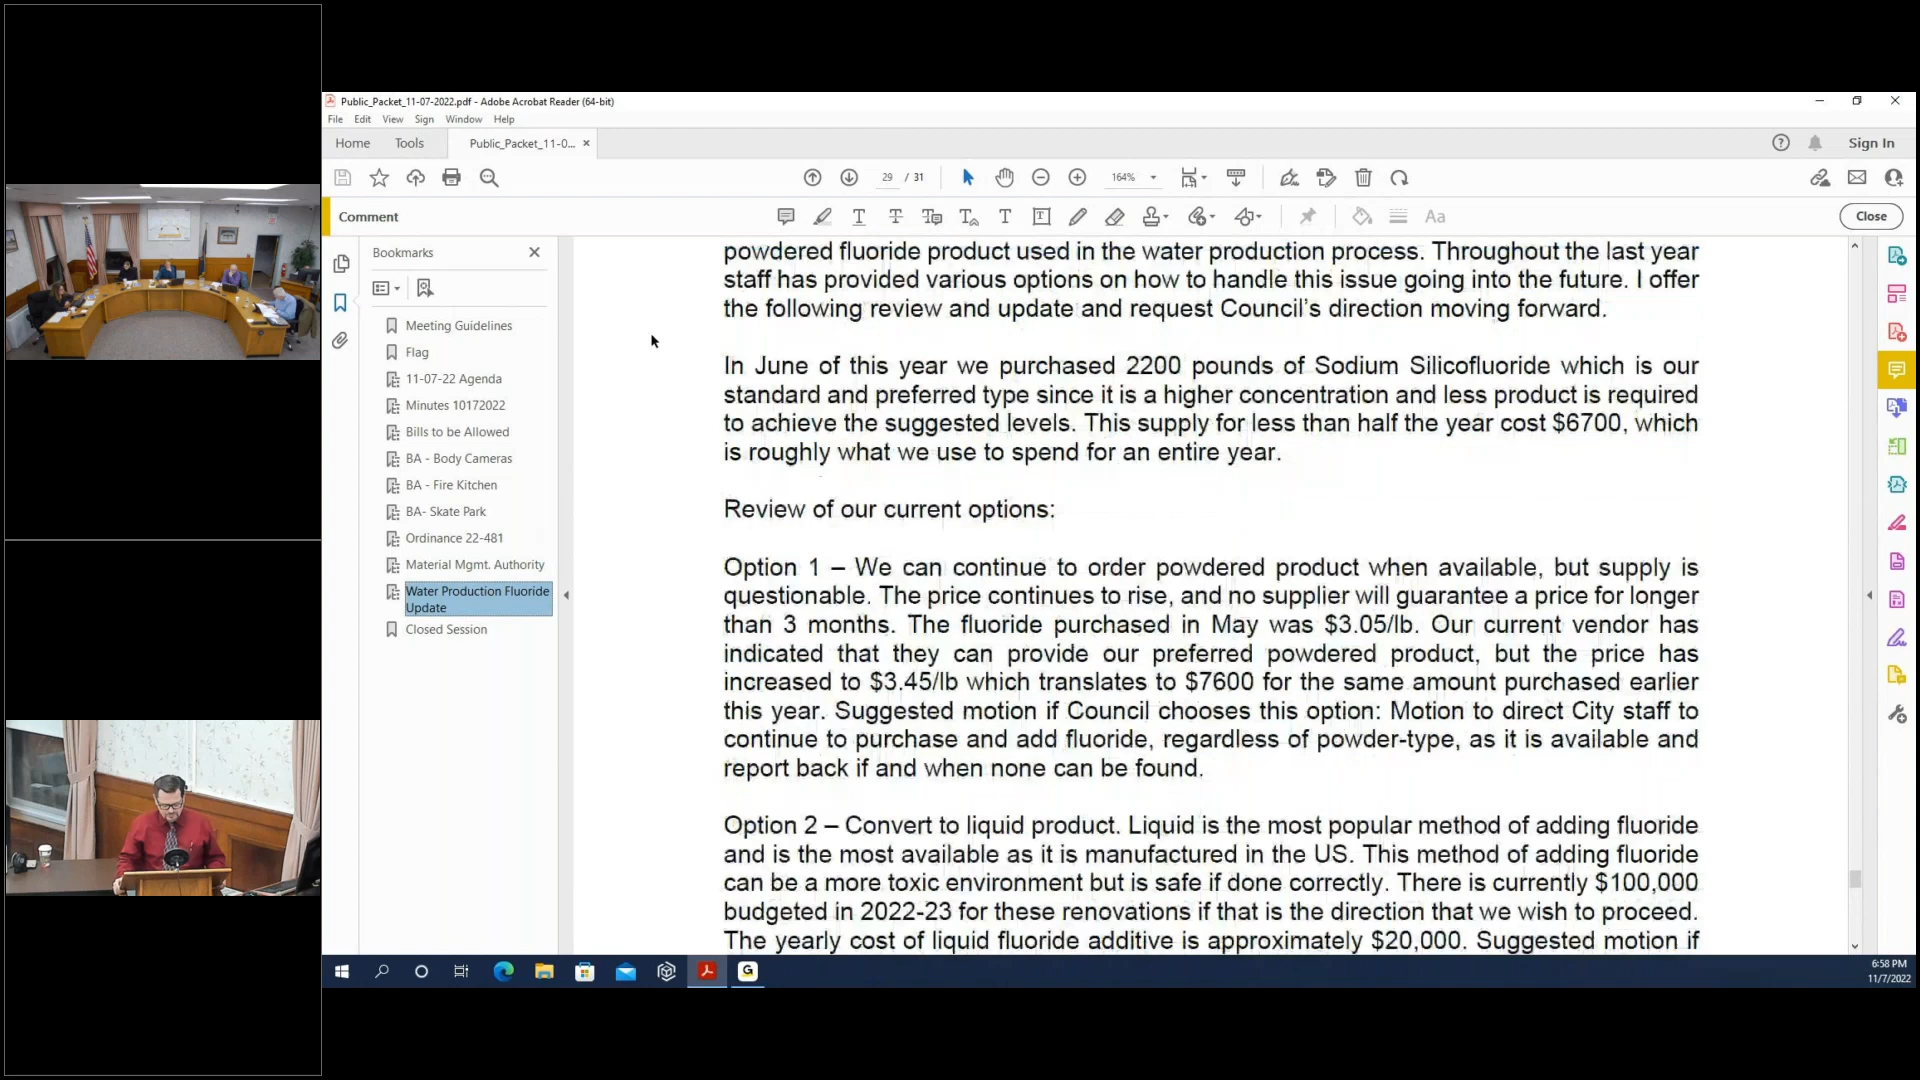 Public_Packet_11-07-2022.pdf - Adobe Acrobat Reader (64-bit)
File Edit View Sign Window Help
Home Tools Public_Packet_11-0... × Sign In
29 / 31 164%
Comment Aa Close
Bookmarks
Meeting Guidelines
Flag
11-07-22 Agenda
Minutes 10172022
Bills to be Allowed
BA - Body Cameras
BA - Fire Kitchen
BA- Skate Park
Ordinance 22-481
Material Mgmt. Authority
Water Production Fluoride
Update
Closed Session
powdered fluoride product used in the water production process. Throughout the last year
staff has provided various options on how to handle this issue going into the future. I offer
the following review and update and request Council's direction moving forward.
In June of this year we purchased 2200 pounds of Sodium Silicofluoride which is our
standard and preferred type since it is a higher concentration and less product is required
to achieve the suggested levels. This supply for less than half the year cost $6700, which
is roughly what we use to spend for an entire year.
Review of our current options:
Option 1 – We can continue to order powdered product when available, but supply is
questionable. The price continues to rise, and no supplier will guarantee a price for longer
than 3 months. The fluoride purchased in May was $3.05/lb. Our current vendor has
indicated that they can provide our preferred powdered product, but the price has
increased to $3.45/lb which translates to $7600 for the same amount purchased earlier
this year. Suggested motion if Council chooses this option: Motion to direct City staff to
continue to purchase and add fluoride, regardless of powder-type, as it is available and
report back if and when none can be found.
Option 2 – Convert to liquid product. Liquid is the most popular method of adding fluoride
and is the most available as it is manufactured in the US. This method of adding fluoride
can be a more toxic environment but is safe if done correctly. There is currently $100,000
budgeted in 2022-23 for these renovations if that is the direction that we wish to proceed.
The yearly cost of liquid fluoride additive is approximately $20,000. Suggested motion if
6:58 PM
11/7/2022